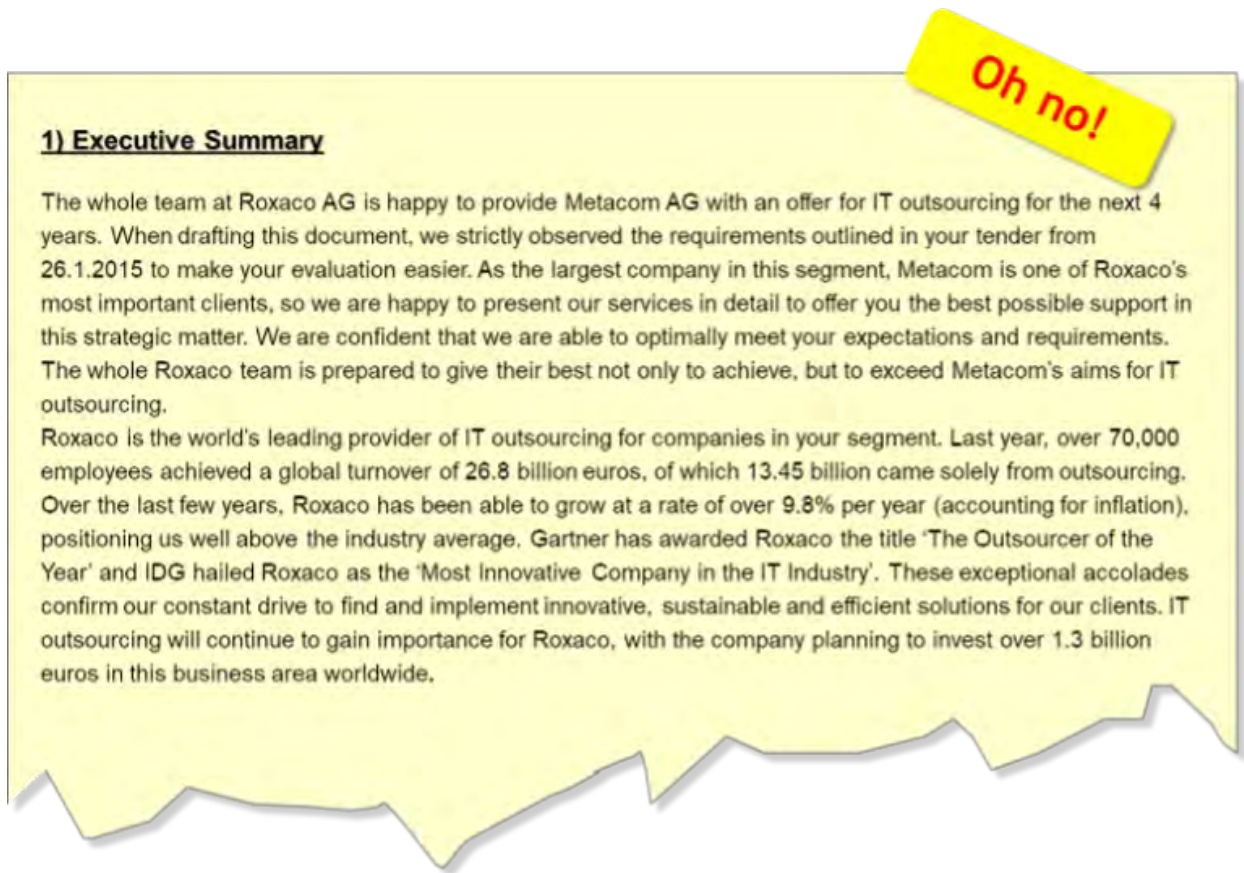 Oh no!
1) Executive Summary
The whole team at Roxaco AG is happy to provide Metacom AG with an offer for IT outsourcing for the next 4
years. When drafting this document, we strictly observed the requirements outlined in your tender from
26.1.2015 to make your evaluation easier. As the largest company in this segment, Metacom is one of Roxaco's
most important clients, so we are happy to present our services in detail to offer you the best possible support in
this strategic matter. We are confident that we are able to optimally meet your expectations and requirements.
The whole Roxaco team is prepared to give their best not only to achieve, but to exceed Metacom's aims for IT
outsourcing.
Roxaco is the world's leading provider of IT outsourcing for companies in your segment. Last year, over 70,000
employees achieved a global turnover of 26.8 billion euros, of which 13.45 billion came solely from outsourcing.
Over the last few years, Roxaco has been able to grow at a rate of over 9.8% per year (accounting for inflation),
positioning us well above the industry average. Gartner has awarded Roxaco the title 'The Outsourcer of the
Year' and IDG hailed Roxaco as the 'Most Innovative Company in the IT Industry'. These exceptional accolades
confirm our constant drive to find and implement innovative, sustainable and efficient solutions for our clients. IT
outsourcing will continue to gain importance for Roxaco, with the company planning to invest over 1.3 billion
euros in this business area worldwide.